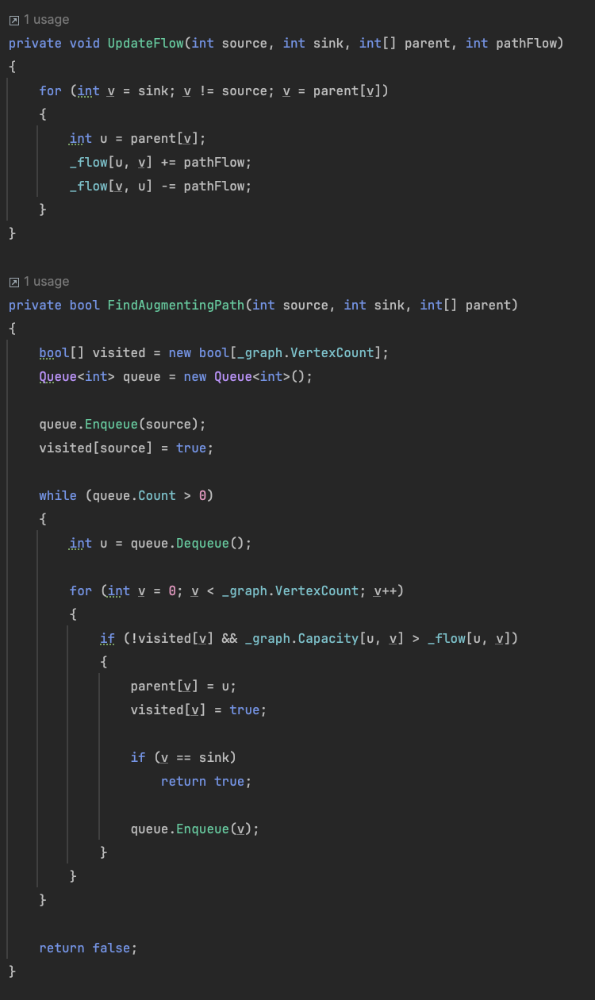 1 usage
private void UpdateFlow(int source, int sink, int[] parent, int pathFlow)
{
    for (int v = sink; v != source; v = parent[v])
    {
        int u = parent[v];
        _flow[u, v] += pathFlow;
        _flow[v, u] -= pathFlow;
    }
}
1 usage
private bool FindAugmentingPath(int source, int sink, int[] parent)
{
    bool[] visited = new bool[_graph.VertexCount];
    Queue<int> queue = new Queue<int>();
    queue.Enqueue(source);
    visited[source] = true;
    while (queue.Count > 0)
    {
        int u = queue.Dequeue();
        for (int v = 0; v < _graph.VertexCount; v++)
        {
            if (!visited[v] && _graph.Capacity[u, v] > _flow[u, v])
            {
                parent[v] = u;
                visited[v] = true;
                if (v == sink)
                    return true;
                queue.Enqueue(v);
            }
        }
    }
    return false;
}